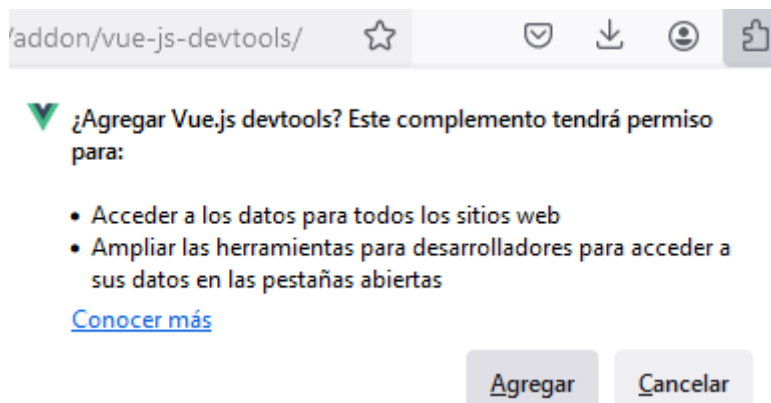 /addon/vue-js-devtools/
¿Agregar Vue.js devtools? Este complemento tendrá permiso
para:
• Acceder a los datos para todos los sitios web
• Ampliar las herramientas para desarrolladores para acceder a
sus datos en las pestañas abiertas
Conocer más
Agregar Cancelar